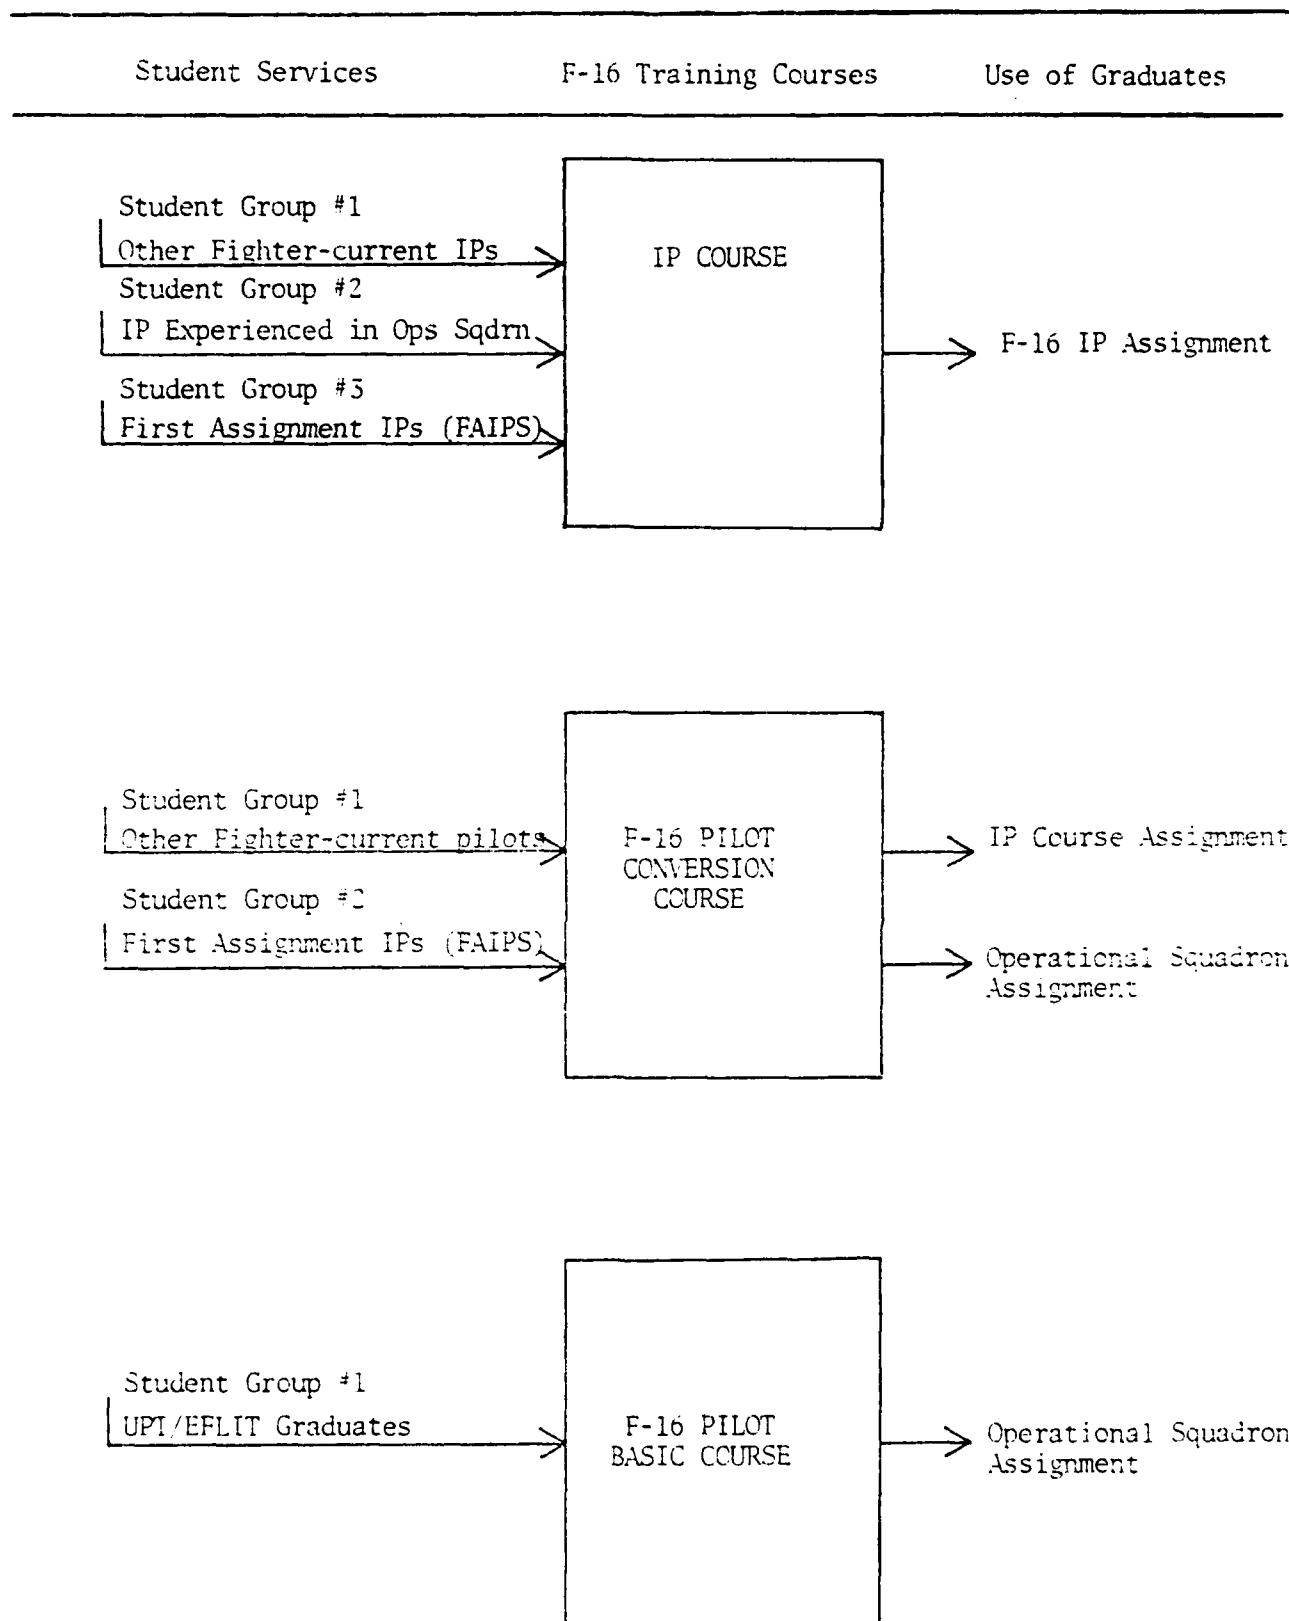 Student Services F-16 Training Courses Use of Graduates
Student Group #1
Other Fighter-current IPs
IP COURSE
Student Group #2
IP Experienced in Ops Sqdrn
F-16 IP Assignment
Student Group #3
First Assignment IPs (FAIPS)
Student Group #1
Other Fighter-current pilots
F-16 PILOT
CONVERSION
COURSE
IP Course Assignment
Student Group #2
First Assignment IPs (FAIPS)
Operational Squadron
Assignment
Student Group #1
UPT/EFLIT Graduates
F-16 PILOT
BASIC COURSE
Operational Squadron
Assignment